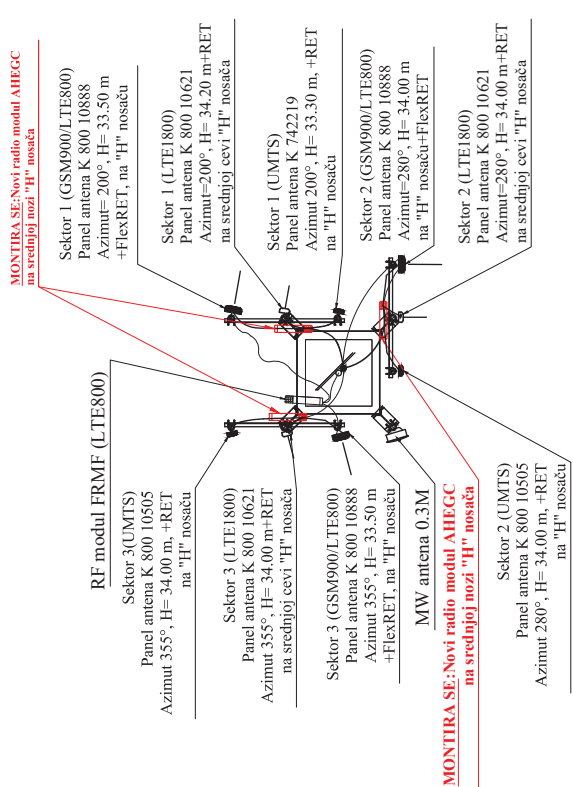 MONTIRA SE:Novi radio modul AHEGC
na srednjoj nozi "H" nosača
Sektor 1 (GSM900/LTE800)
Panel antena K 800 10888
Azimut= 200°, H= 33.50 m
+FlexRET, na "H" nosaču
Sektor 1 (LTE1800)
Panel antena K 800 10621
Azimut=200°, H= 34.20 m+RET
na srednjoj cevi "H" nosača
Sektor 1 (UMTS)
Panel antena K 742219
Azimut 200°, H= 33.30 m, +RET
na "H" nosaču
Sektor 2 (GSM900/LTE800)
Panel antena K 800 10888
Azimut=280°, H= 34.00 m
na "H" nosaču+FlexRET
Sektor 2 (LTE1800)
Panel antena K 800 10621
Azimut=280°, H= 34.00 m+RET
na srednjoj cevi "H" nosača
RF modul FRMF (LTE800)
Sektor 3(UMTS)
Panel antena K 800 10505
Azimut 355°, H= 34.00 m, +RET
na "H" nosaču
Sektor 3 (LTE1800)
Panel antena K 800 10621
Azimut 355°, H= 34.00 m+RET
na srednjoj cevi "H" nosača
Sektor 3 (GSM900/LTE800)
Panel antena K 800 10888
Azimut 355°, H= 33.50 m
+FlexRET, na "H" nosaču
MW antena 0.3M
MONTIRA SE:Novi radio modul AHEGC
na srednjoj nozi "H" nosača
Sektor 2 (UMTS)
Panel antena K 800 10505
Azimut 280°, H= 34.00 m, +RET
na "H" nosaču